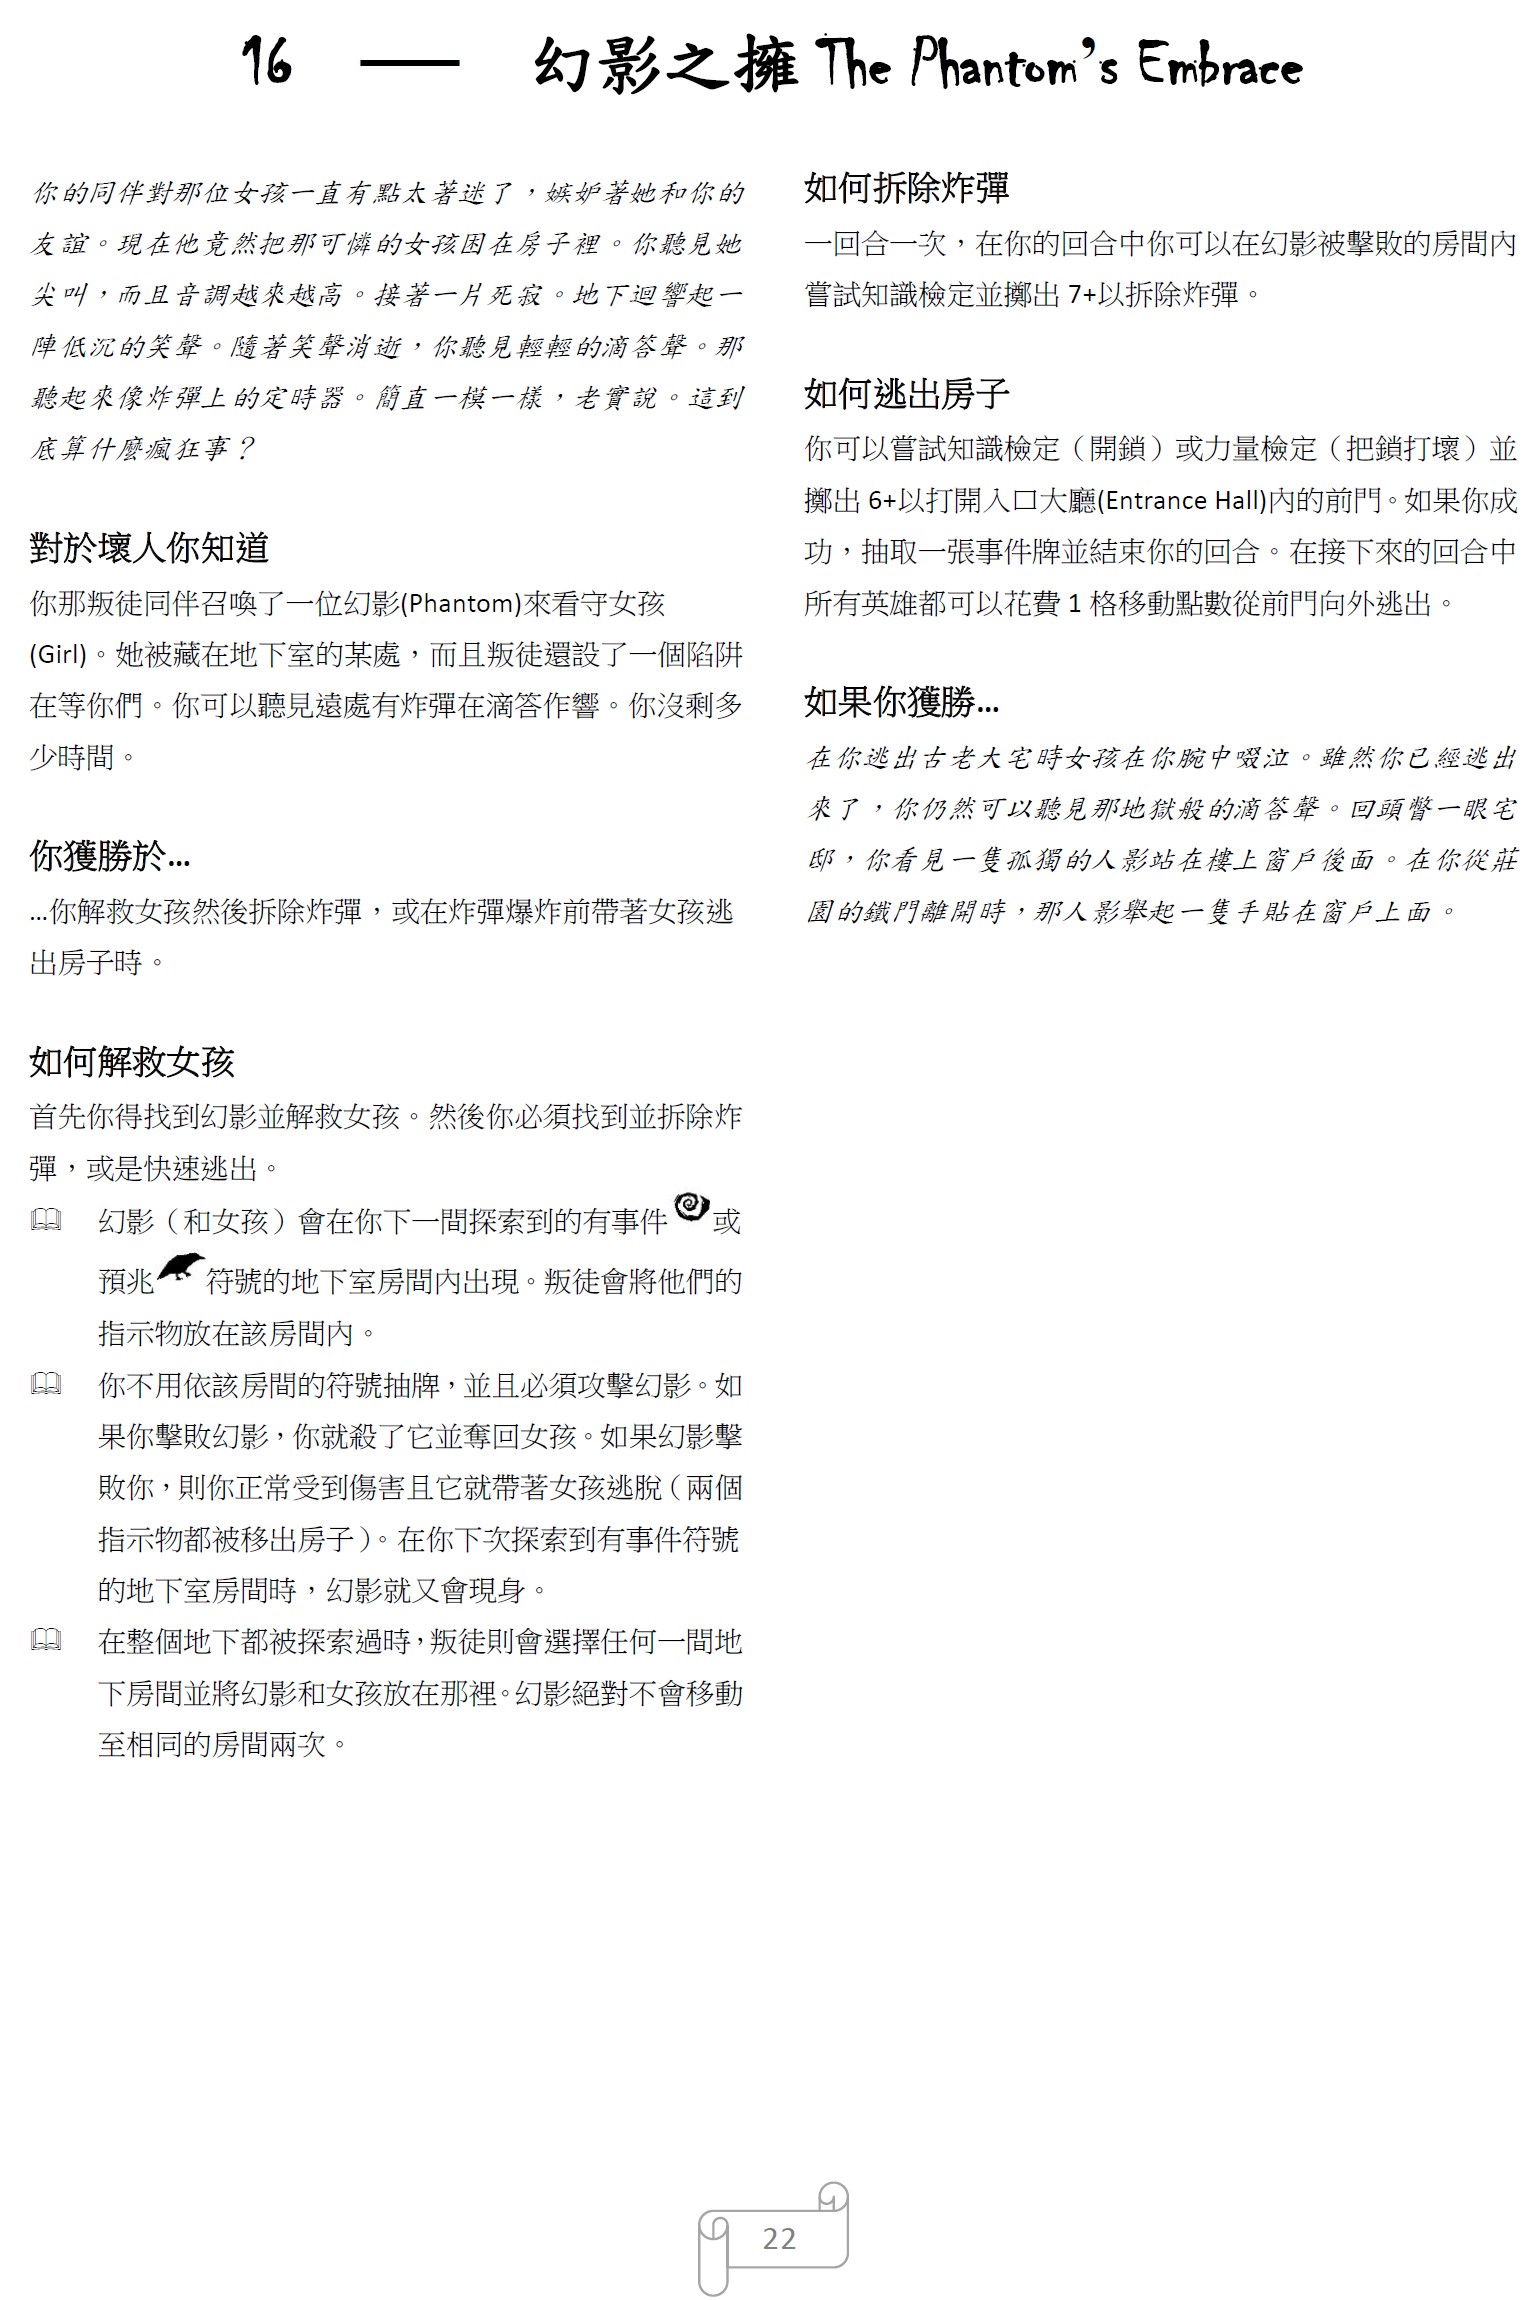 16 — 幻影之擁 The Phantom’s Embrace
你的同伴對那位女孩一直有點太著迷了，嫉妒著她和你的
友誼。現在他竟然把那可憐的女孩困在房子裡。你聽見她
尖叫，而且音調越來越高。接著一片死寂。地下迴響起一
陣低沉的笑聲。隨著笑聲消逝，你聽見輕輕的滴答聲。那
聽起來像炸彈上的定時器。簡直一模一樣，老實說。這到
底算什麼瘋狂事？
對於壞人你知道
你那叛徒同伴召喚了一位幻影(Phantom)來看守女孩
(Girl)。她被藏在地下室的某處，而且叛徒還設了一個陷阱
在等你們。你可以聽見遠處有炸彈在滴答作響。你沒剩多
少時間。
你獲勝於…
…你解救女孩然後拆除炸彈，或在炸彈爆炸前帶著女孩逃
出房子時。
如何解救女孩
首先你得找到幻影並解救女孩。然後你必須找到並拆除炸
彈，或是快速逃出。
幻影（和女孩）會在你下一間探索到的有事件或
預兆符號的地下室房間內出現。叛徒會將他們的
指示物放在該房間內。
你不用依該房間的符號抽牌，並且必須攻擊幻影。如
果你擊敗幻影，你就殺了它並奪回女孩。如果幻影擊
敗你，則你正常受到傷害且它就帶著女孩逃脫（兩個
指示物都被移出房子）。在你下次探索到有事件符號
的地下室房間時，幻影就又會現身。
在整個地下都被探索過時，叛徒則會選擇任何一間地
下房間並將幻影和女孩放在那裡。幻影絕對不會移動
至相同的房間兩次。
如何拆除炸彈
一回合一次，在你的回合中你可以在幻影被擊敗的房間內
嘗試知識檢定並擲出 7+以拆除炸彈。
如何逃出房子
你可以嘗試知識檢定（開鎖）或力量檢定（把鎖打壞）並
擲出 6+以打開入口大廳(Entrance Hall)內的前門。如果你成
功，抽取一張事件牌並結束你的回合。在接下來的回合中
所有英雄都可以花費 1 格移動點數從前門向外逃出。
如果你獲勝…
在你逃出古老大宅時女孩在你腕中啜泣。雖然你已經逃出
來了，你仍然可以聽見那地獄般的滴答聲。回頭瞥一眼宅
邸，你看見一隻孤獨的人影站在樓上窗戶後面。在你從莊
園的鐵門離開時，那人影舉起一隻手貼在窗戶上面。
22